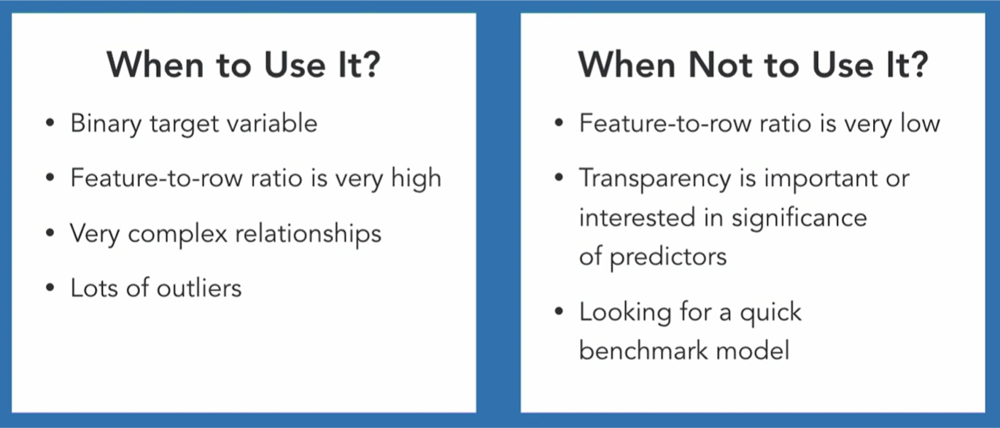 When to Use It?
• Binary target variable
• Feature-to-row ratio is very high
• Very complex relationships
• Lots of outliers
When Not to Use It?
• Feature-to-row ratio is very low
• Transparency is important or
interested in significance
of predictors
• Looking for a quick
benchmark model